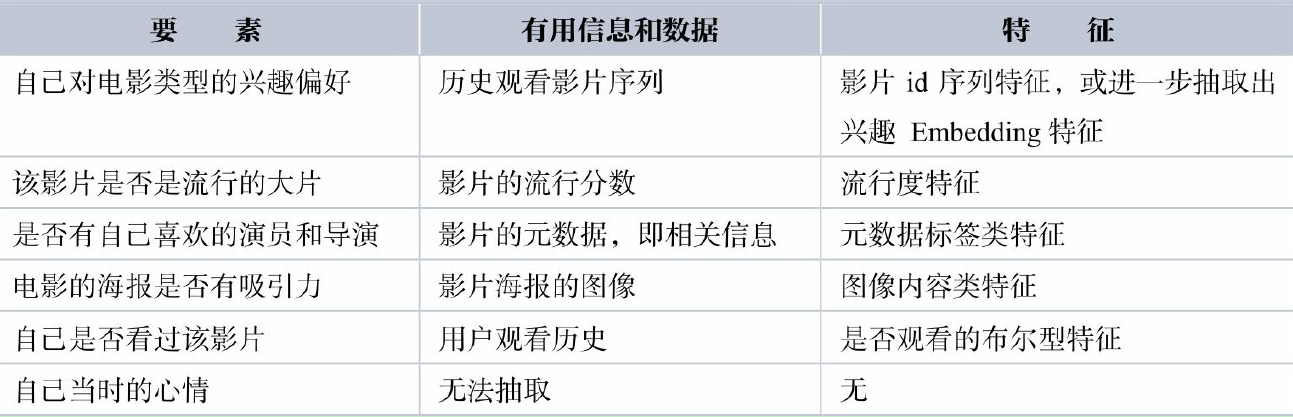 要 素 有用信息和数据 特 征
自己对电影类型的兴趣偏好 历史观看影片序列 影片 id 序列特征，或进一步抽取出
兴趣 Embedding 特征
该影片是否是流行的大片 影片的流行分数 流行度特征
是否有自己喜欢的演员和导演 影片的元数据，即相关信息 元数据标签类特征
电影的海报是否有吸引力 影片海报的图像 图像内容类特征
自己是否看过该影片 用户观看历史 是否观看的布尔型特征
自己当时的心情 无法抽取 无